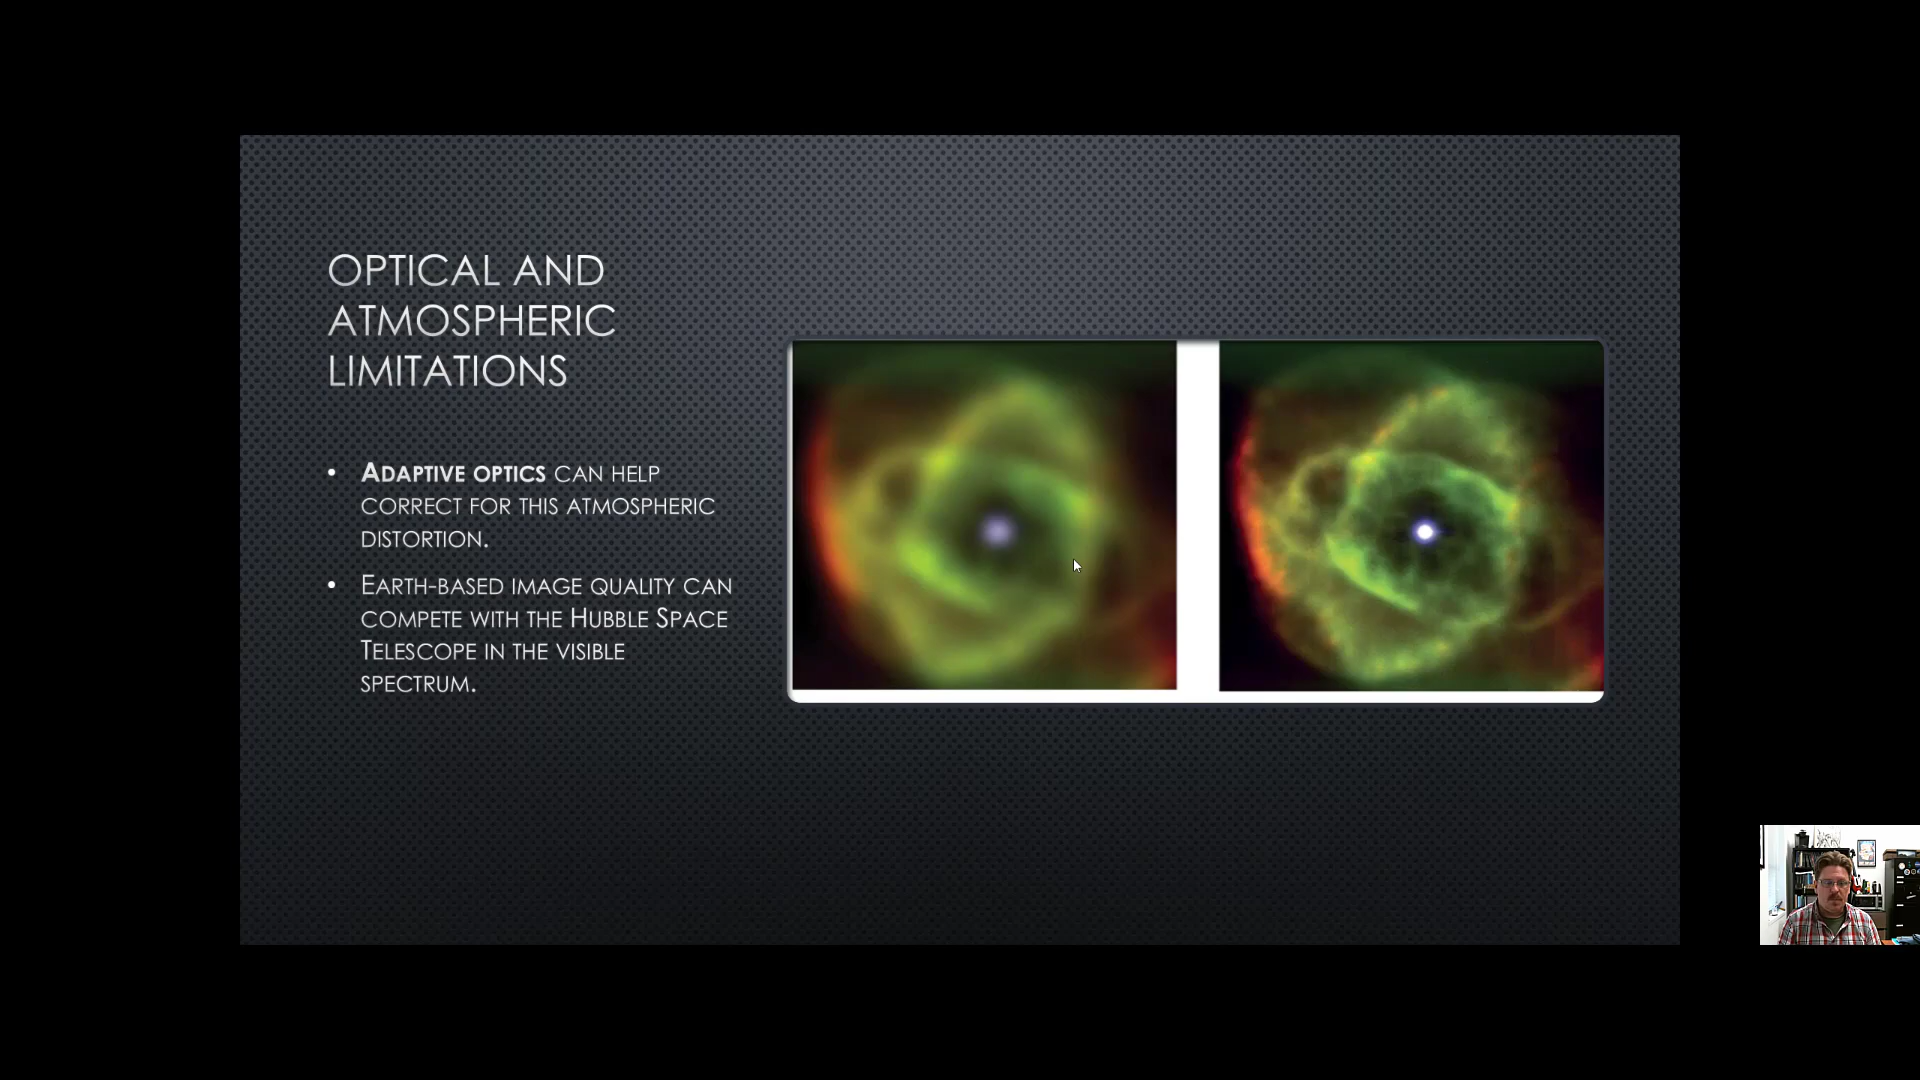 OPTICAL AND
ATMOSPHERIC
LIMITATIONS
• ADAPTIVE OPTICS CAN HELP
CORRECT FOR THIS ATMOSPHERIC
DISTORTION.
• EARTH-BASED IMAGE QUALITY CAN
COMPETE WITH THE HUBBLE SPACE
TELESCOPE IN THE VISIBLE
SPECTRUM.